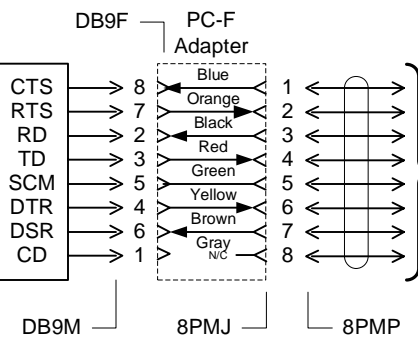 DB9F PC-F
Adapter
CTS 8 Blue 1
RTS 7 Orange 2
RD 2 Black 3
TD 3 Red 4
SCM 5 Green 5
DTR 4 Yellow 6
DSR 6 Brown 7
CD 1 Gray N/C 8
DB9M 8PMJ 8PMP